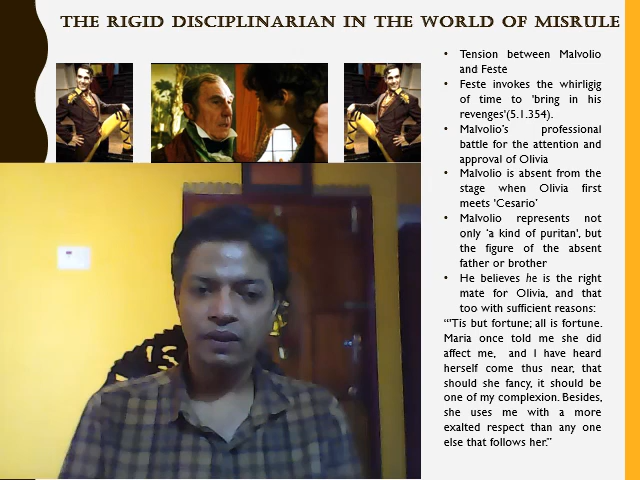 THE RIGID DISCIPLINARIAN IN THE WORLD OF MISRULE
• Tension between Malvolio
and Feste
• Feste invokes the whirligig
of time to 'bring in his
revenges'(5.1.354).
• Malvolio's professional
battle for the attention and
approval of Olivia
• Malvolio is absent from the
stage when Olivia first
meets 'Cesario'
• Malvolio represents not
only 'a kind of puritan', but
the figure of the absent
father or brother
• He believes he is the right
mate for Olivia, and that
too with sufficient reasons:
"'Tis but fortune; all is fortune.
Maria once told me she did
affect me, and I have heard
herself come thus near, that
should she fancy, it should be
one of my complexion. Besides,
she uses me with a more
exalted respect than any one
else that follows her."